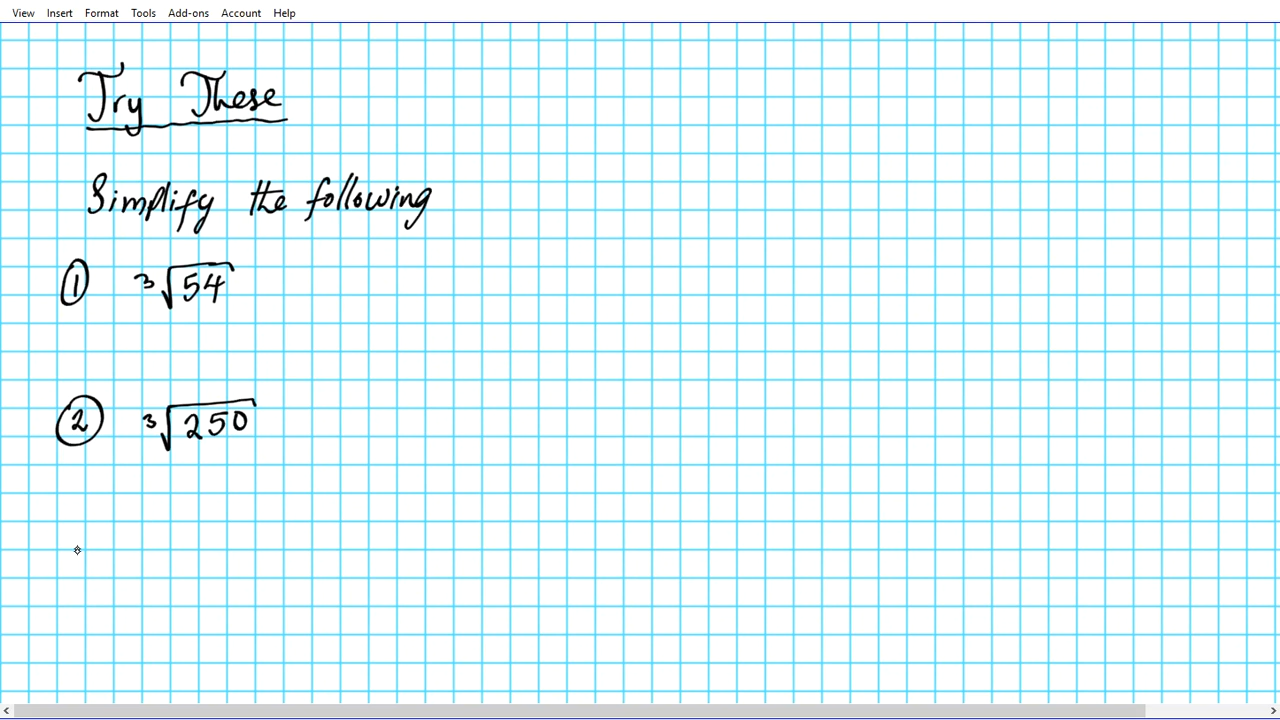 View Insert Format Tools Add-ons Account Help
Try These
Simplify the following
① ³√54
② ³√250